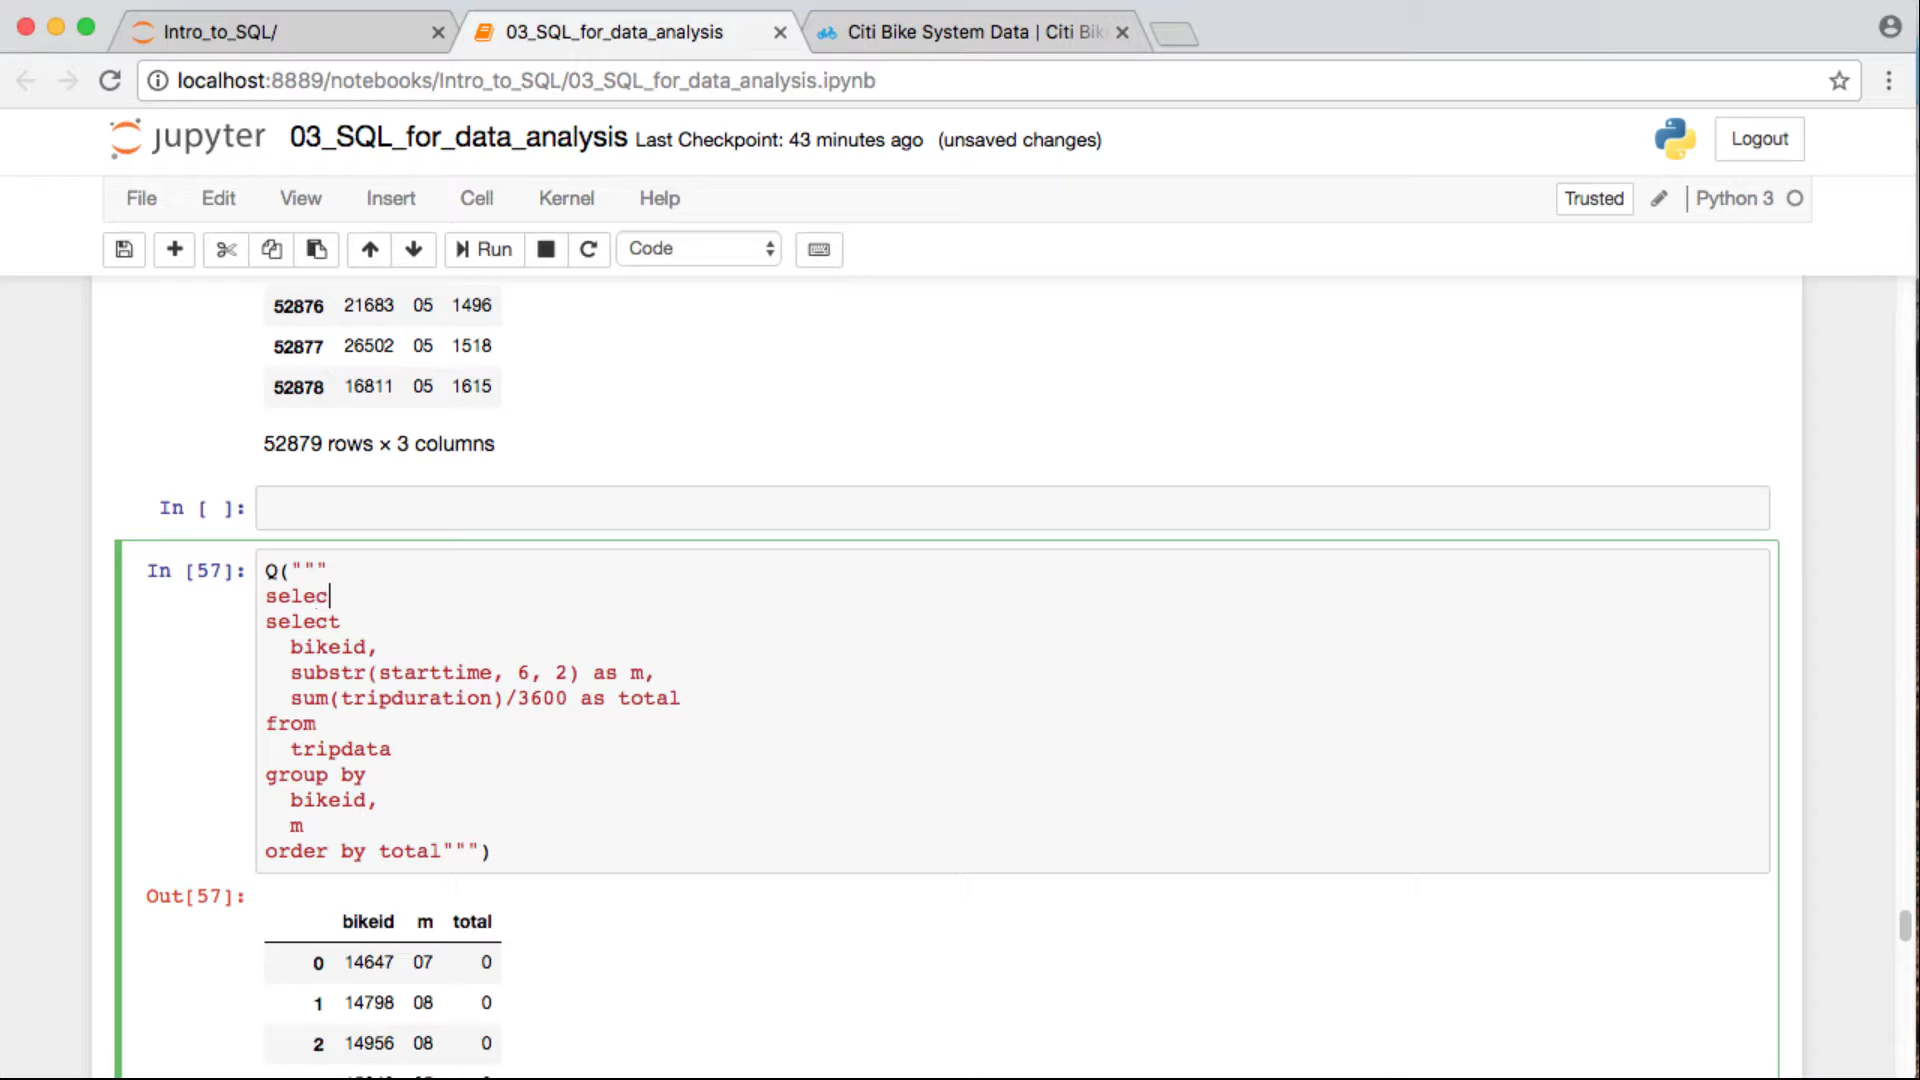 Intro_to_SQL/
03_SQL_for_data_analysis
Citi Bike System Data | Citi Bik
localhost:8889/notebooks/Intro_to_SQL/03_SQL_for_data_analysis.ipynb
jupyter 03_SQL_for_data_analysis Last Checkpoint: 43 minutes ago (unsaved changes)
Logout
File Edit View Insert Cell Kernel Help
Trusted Python 3
Run Code
52876 21683 05 1496
52877 26502 05 1518
52878 16811 05 1615
52879 rows × 3 columns
In [ ]:
In [57]: Q("""
selec
select
bikeid,
substr(starttime, 6, 2) as m,
sum(tripduration)/3600 as total
from
tripdata
group by
bikeid,
m
order by total""")
Out[57]:
bikeid m total
0 14647 07 0
1 14798 08 0
2 14956 08 0